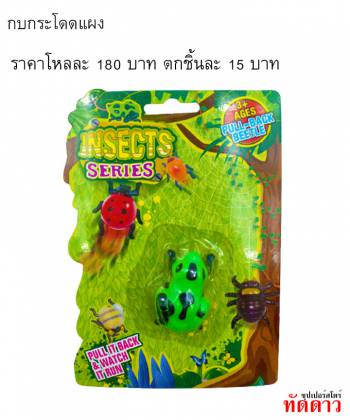 กบกระโดดแผง
ราคาโหลละ 180 บาท ตกชิ้นละ 15 บาท
INSECTS
SERIES
3+
AGES
PULL-BACK
BEETLE
PULL IT BACK
& WATCH
IT RUN
ซุปเปอร์สโตร์
ทัดดาว